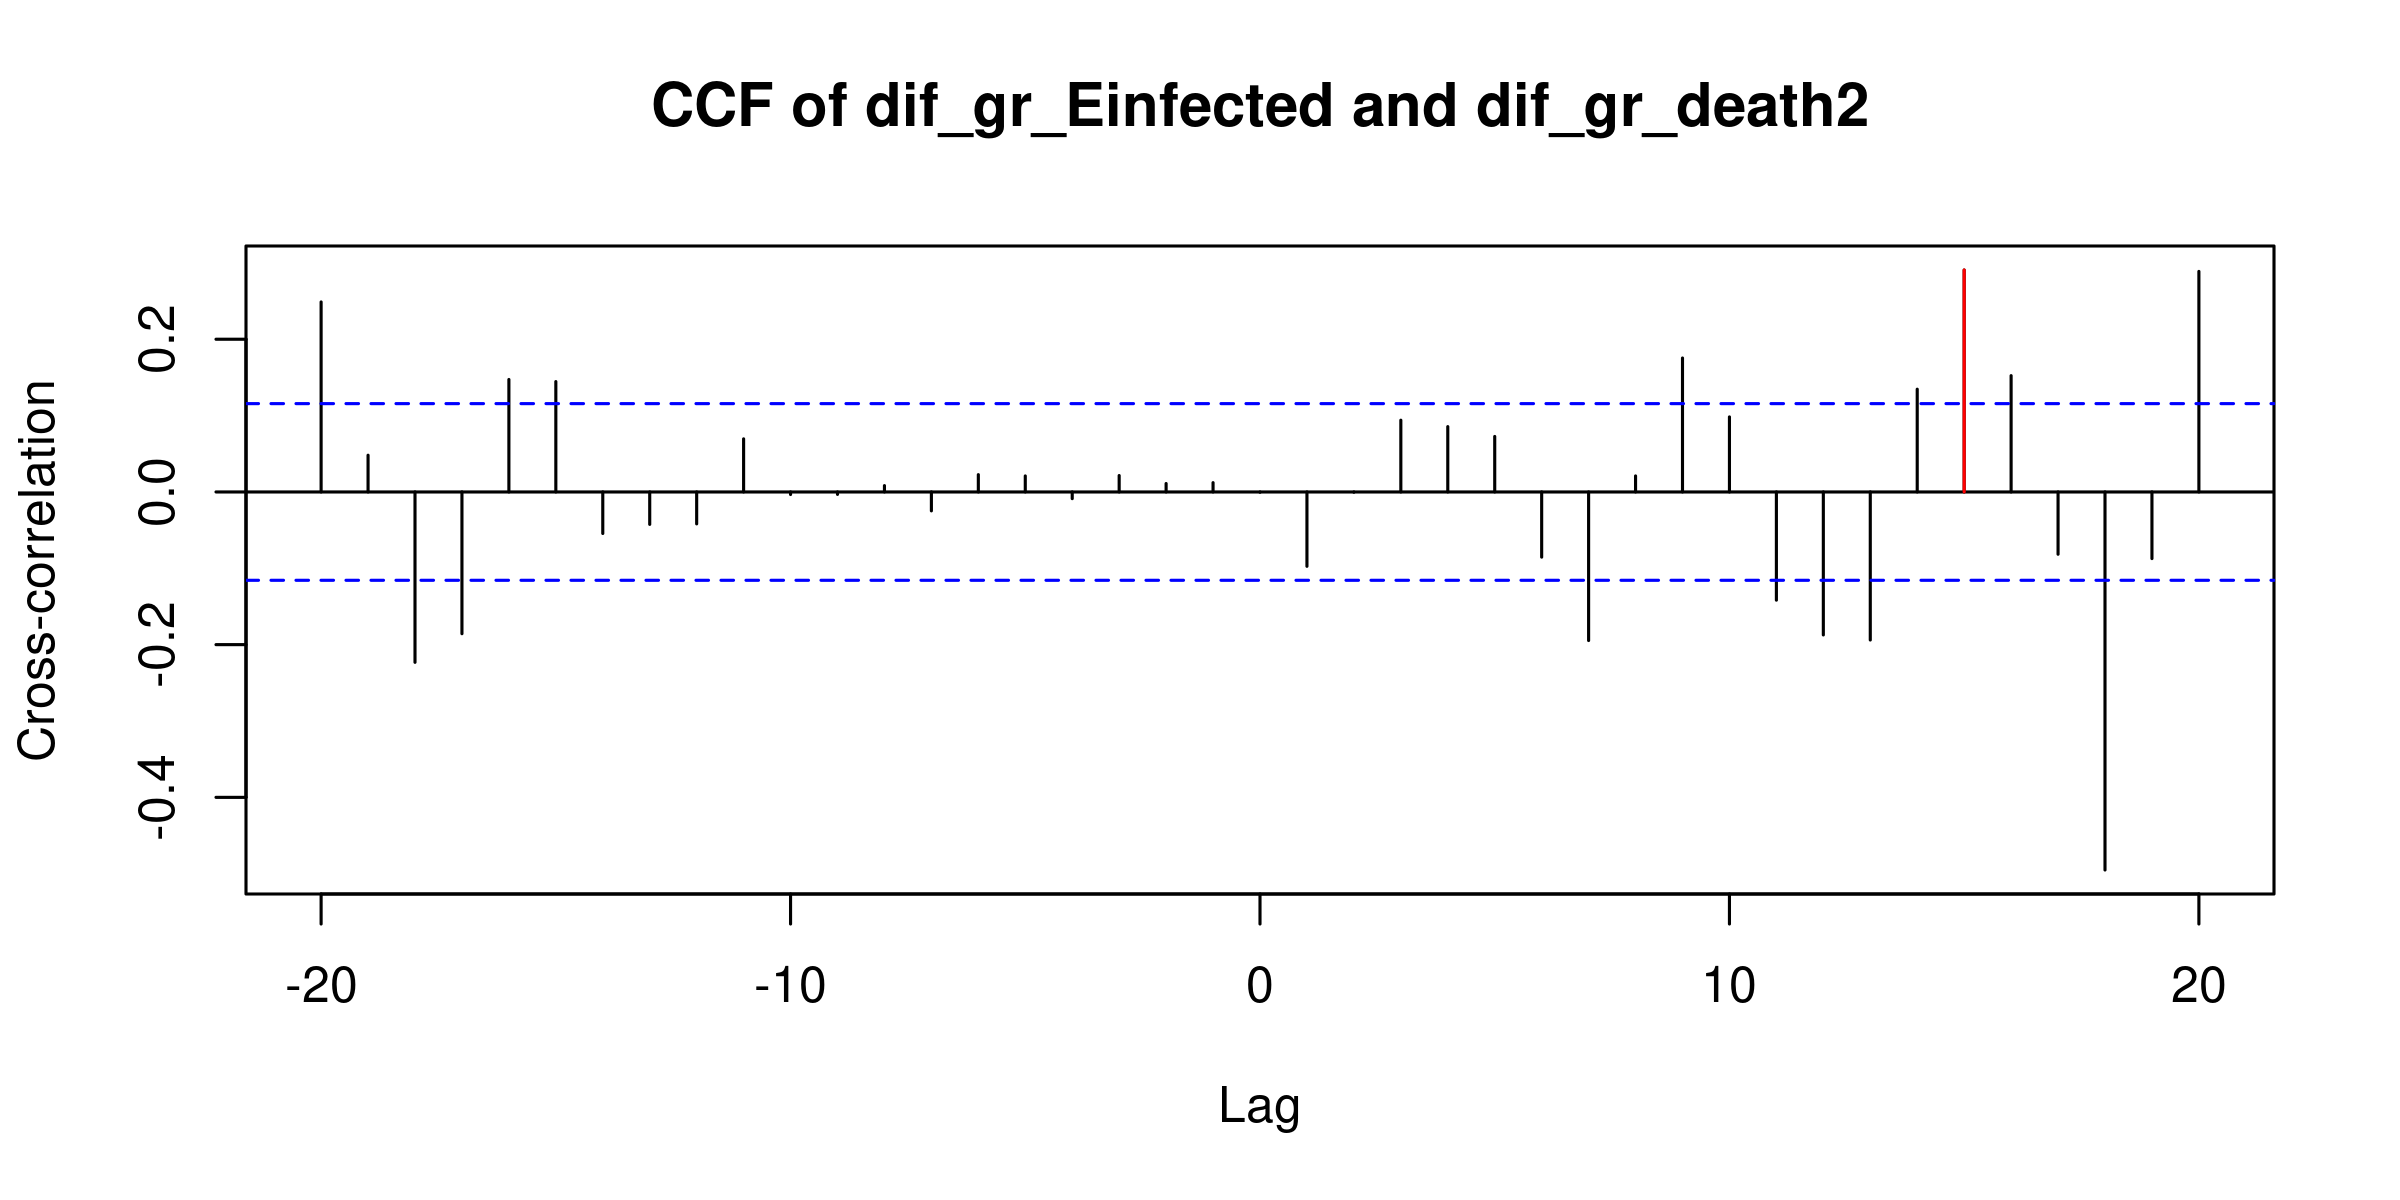 CCF of dif_gr_Einfected and dif_gr_death2
Cross-correlation
0.2
0.0
-0.2
-0.4
-20 -10 0 10 20
Lag